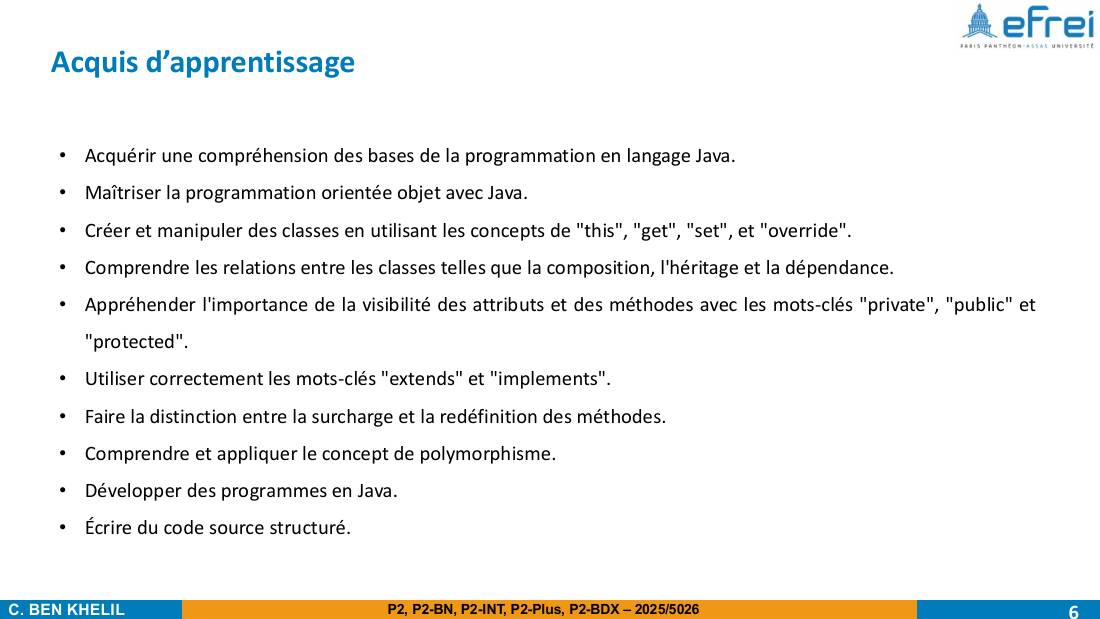 efrei
PARIS PANTHÉON-ASSAS UNIVERSITÉ
Acquis d’apprentissage
• Acquérir une compréhension des bases de la programmation en langage Java.
• Maîtriser la programmation orientée objet avec Java.
• Créer et manipuler des classes en utilisant les concepts de "this", "get", "set", et "override".
• Comprendre les relations entre les classes telles que la composition, l'héritage et la dépendance.
• Appréhender l'importance de la visibilité des attributs et des méthodes avec les mots-clés "private", "public" et
"protected".
• Utiliser correctement les mots-clés "extends" et "implements".
• Faire la distinction entre la surcharge et la redéfinition des méthodes.
• Comprendre et appliquer le concept de polymorphisme.
• Développer des programmes en Java.
• Écrire du code source structuré.
C. BEN KHELIL
P2, P2-BN, P2-INT, P2-Plus, P2-BDX – 2025/5026
6